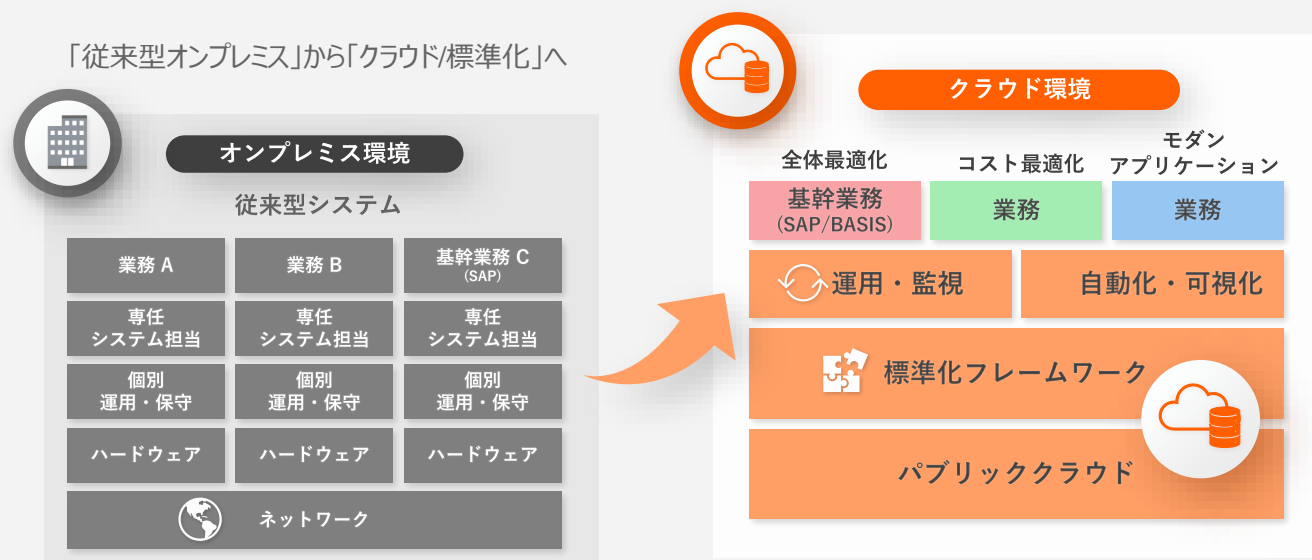 「従来型オンプレミス」から「クラウド/標準化」へ
オンプレミス環境
従来型システム
業務 A
業務 B
基幹業務 C
(SAP)
専任
システム担当
専任
システム担当
専任
システム担当
個別
運用・保守
個別
運用・保守
個別
運用・保守
ハードウェア
ハードウェア
ハードウェア
ネットワーク
クラウド環境
全体最適化
コスト最適化
モダン
アプリケーション
基幹業務
(SAP/BASIS)
業務
業務
運用・監視
自動化・可視化
標準化フレームワーク
パブリッククラウド